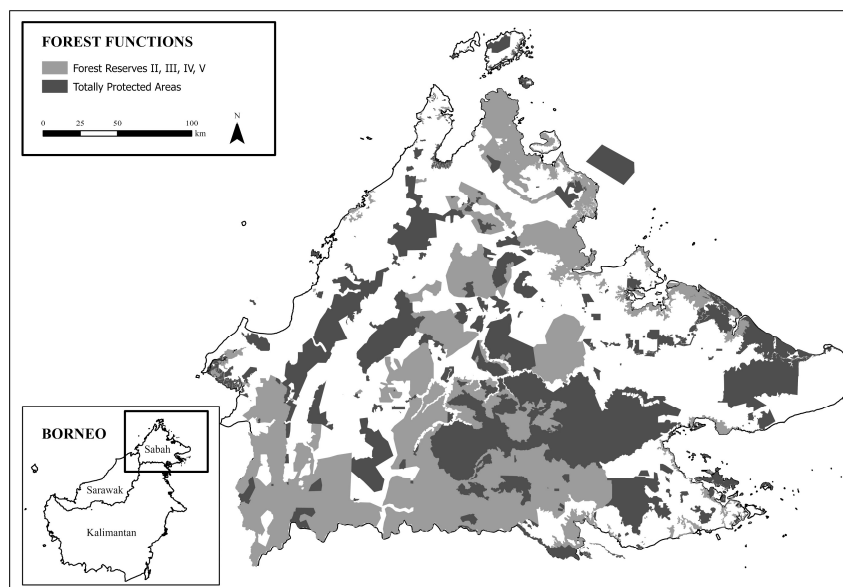 FOREST FUNCTIONS
Forest Reserves II, III, IV, V
Totally Protected Areas
0 25 50 100
km
N
BORNEO
Sabah
Sarawak
Kalimantan